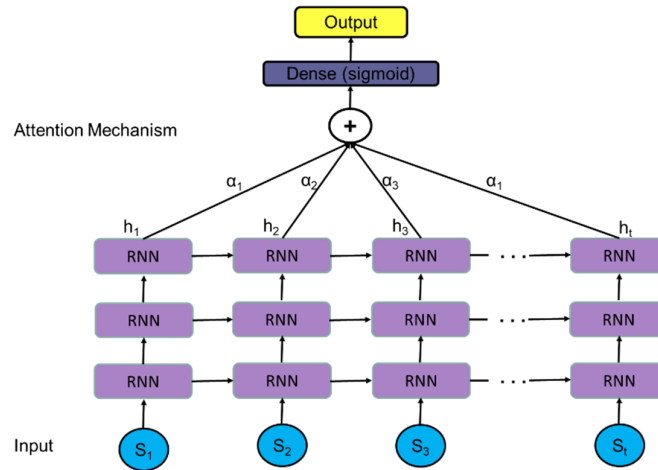 Output
Dense (sigmoid)
Attention Mechanism
+
α₁ α₂ α₃ α₁
h₁ h₂ h₃ hₜ
RNN RNN RNN ... RNN
RNN RNN RNN ... RNN
RNN RNN RNN ... RNN
Input S₁ S₂ S₃ Sₜ